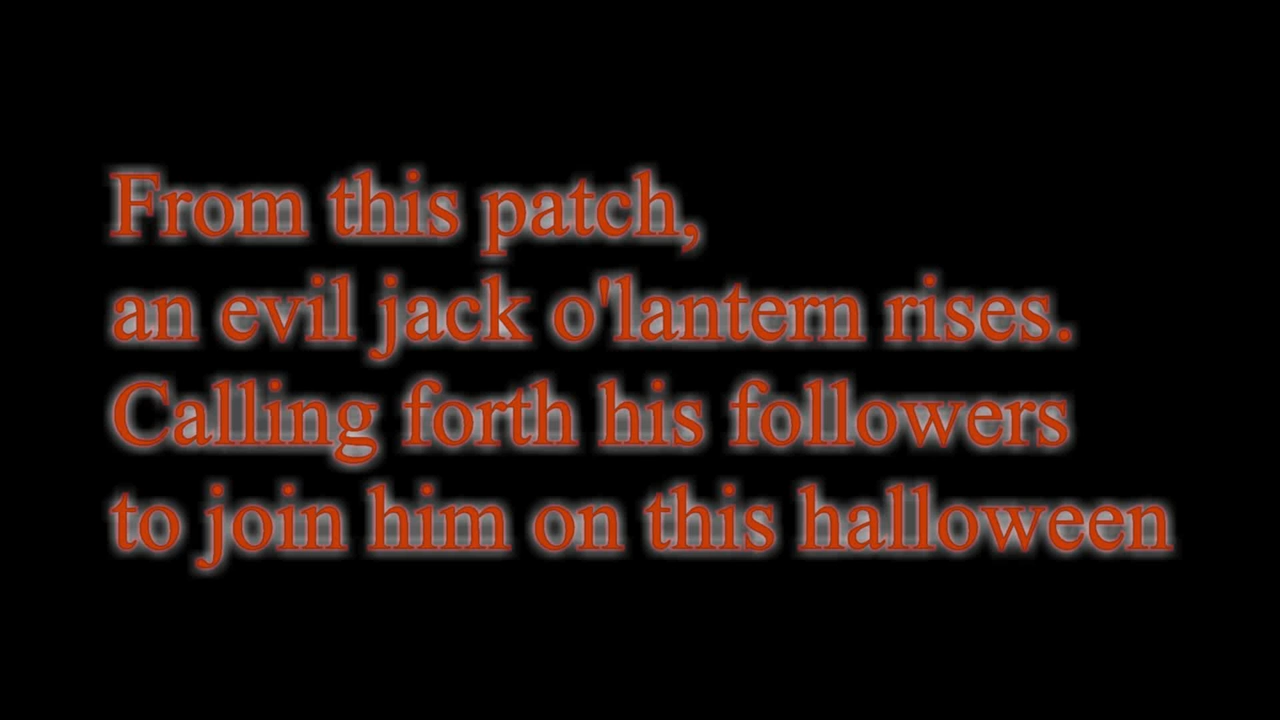 From this patch,
an evil jack o'lantern rises.
Calling forth his followers
to join him on this halloween